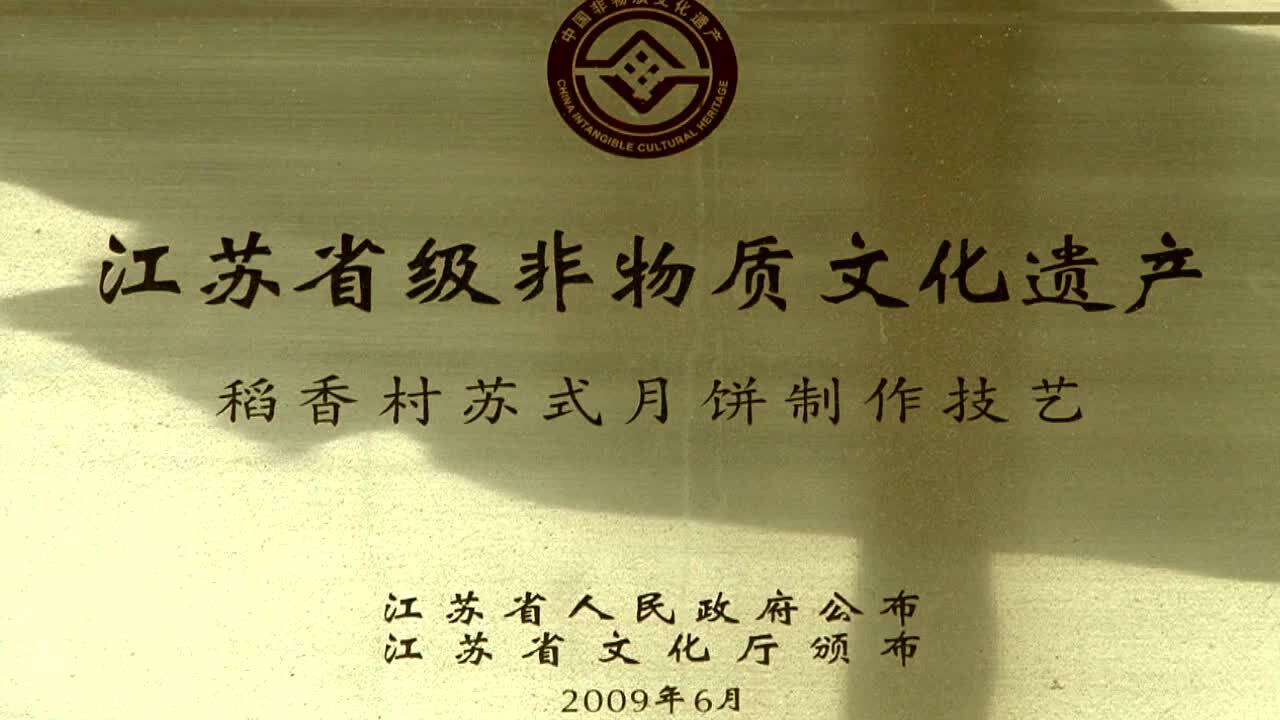 中国非物质文化遗产
CHINA INTANGIBLE CULTURAL HERITAGE
江苏省级非物质文化遗产
稻香村苏式月饼制作技艺
江苏省人民政府公布
江苏省文化厅颁布
2009年6月